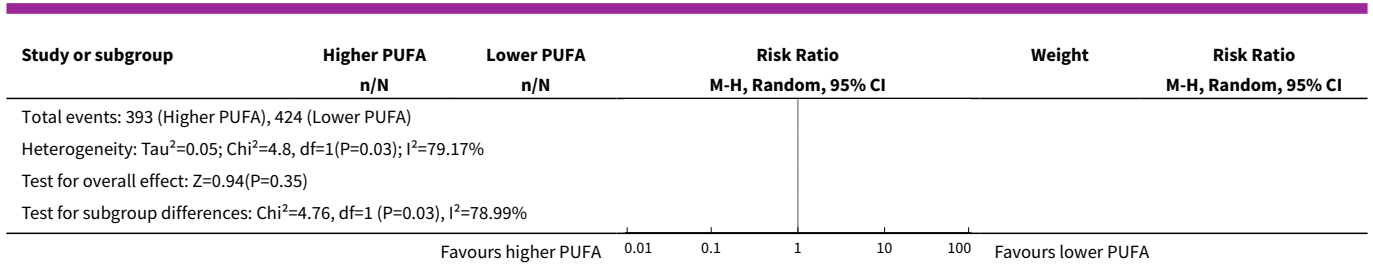 Study or subgroup Higher PUFA Lower PUFA Risk Ratio Weight Risk Ratio
n/N n/N M-H, Random, 95% CI M-H, Random, 95% CI
Total events: 393 (Higher PUFA), 424 (Lower PUFA)
Heterogeneity: Tau²=0.05; Chi²=4.8, df=1(P=0.03); I²=79.17%
Test for overall effect: Z=0.94(P=0.35)
Test for subgroup differences: Chi²=4.76, df=1 (P=0.03), I²=78.99%
Favours higher PUFA 0.01 0.1 1 10 100 Favours lower PUFA